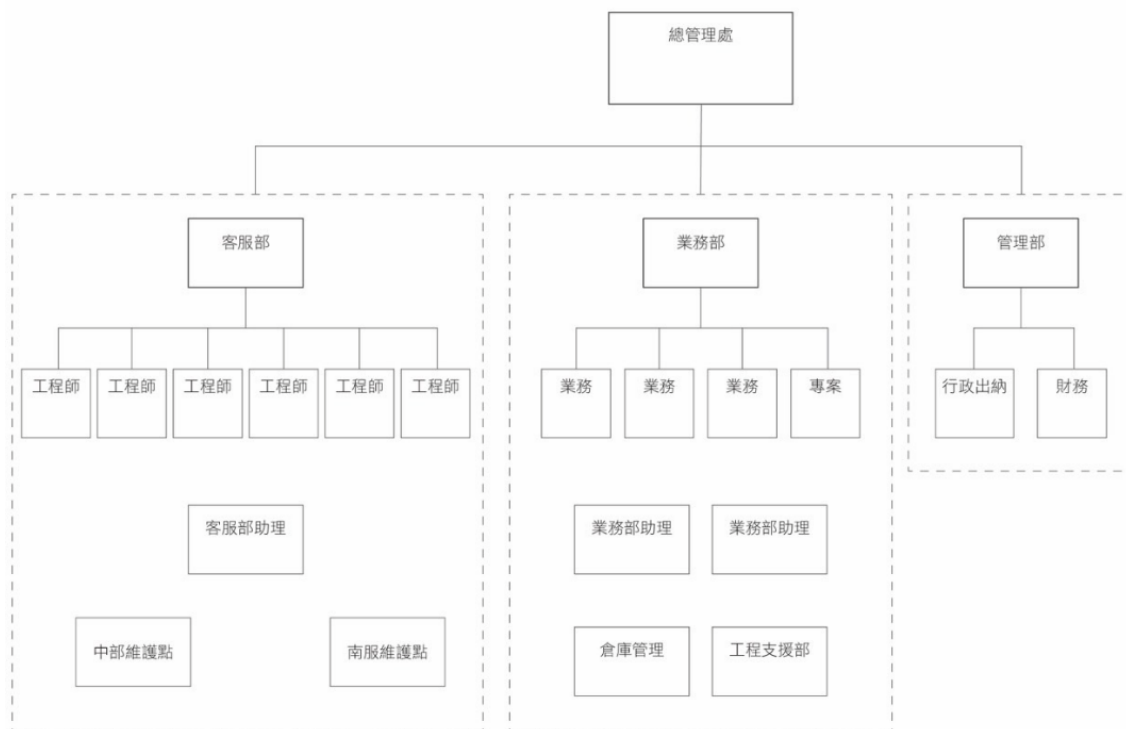 總管理處
客服部
業務部
管理部
工程師
工程師
工程師
工程師
工程師
工程師
業務
業務
業務
專案
行政出納
財務
客服部助理
業務部助理
業務部助理
中部維護點
南服維護點
倉庫管理
工程支援部